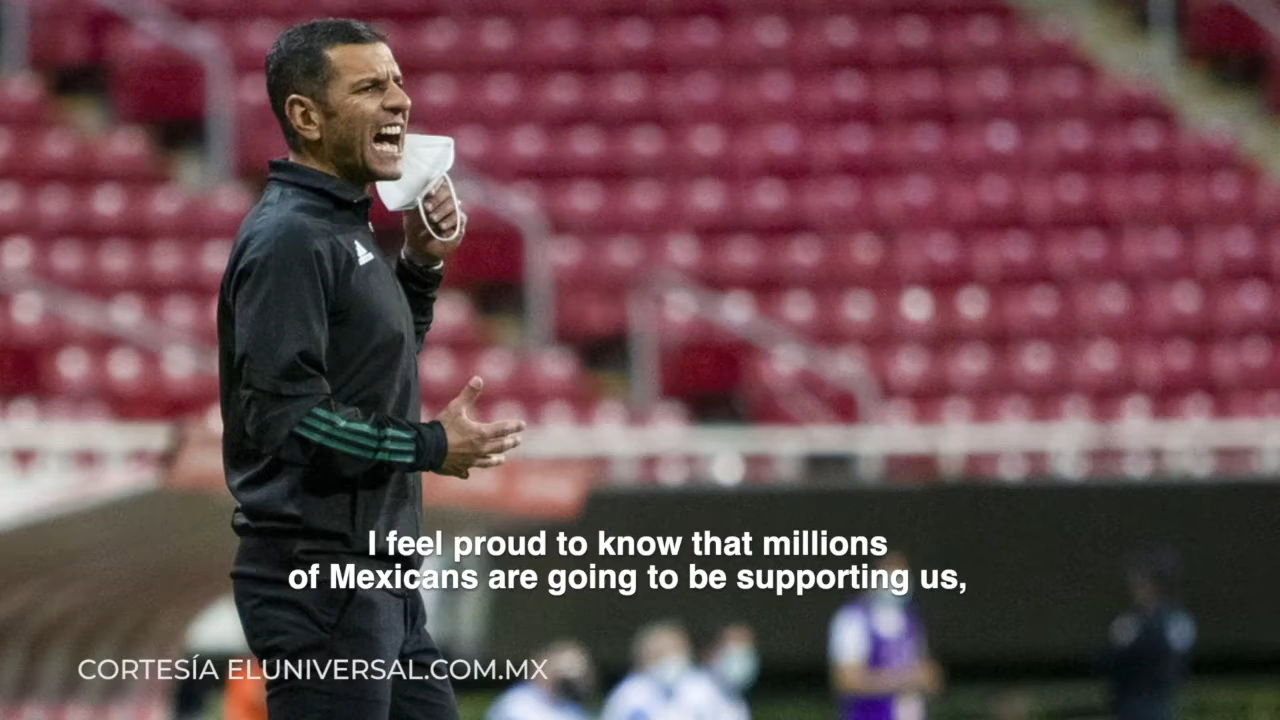 I feel proud to know that millions
of Mexicans are going to be supporting us,
CORTESÍA ELUNIVERSAL.COM.MX